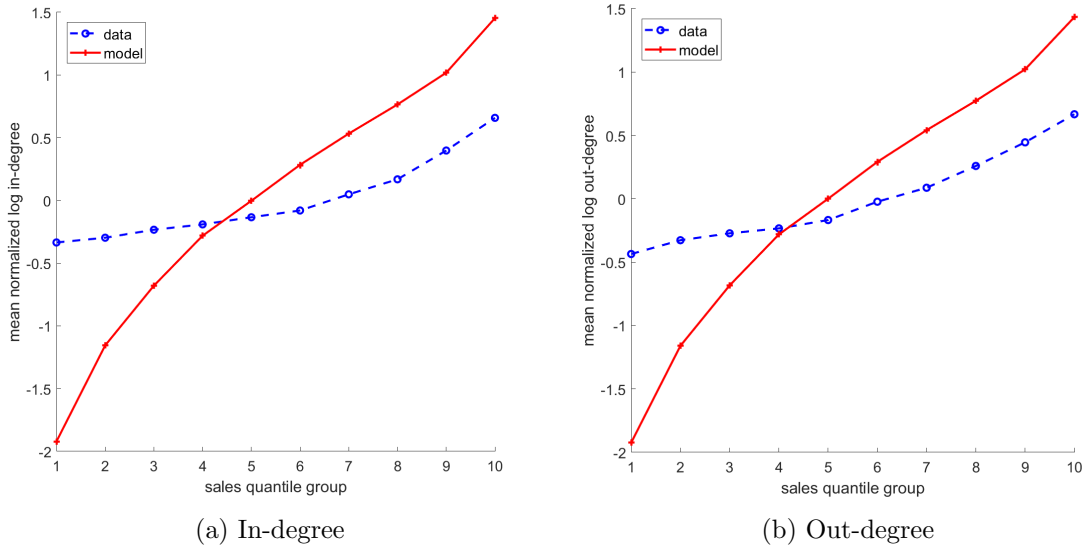 1.5
1
0.5
0
-0.5
-1
-1.5
-2
mean normalized log in-degree
data
model
1 2 3 4 5 6 7 8 9 10
sales quantile group
(a) In-degree
1.5
1
0.5
0
-0.5
-1
-1.5
-2
mean normalized log out-degree
data
model
1 2 3 4 5 6 7 8 9 10
sales quantile group
(b) Out-degree